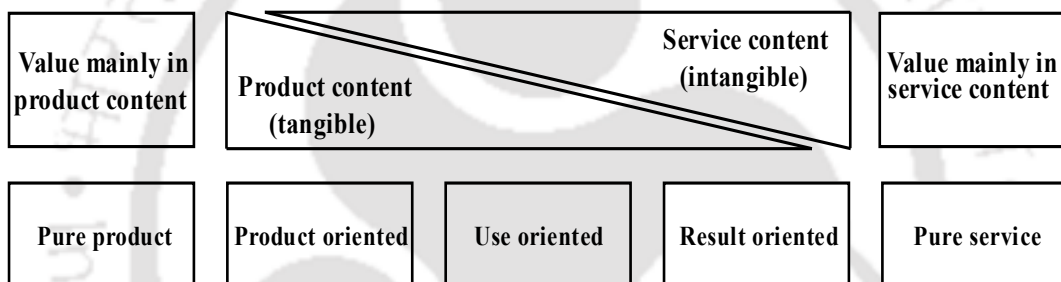 Value mainly in
product content
Product content
(tangible)
Service content
(intangible)
Value mainly in
service content
Pure product
Product oriented
Use oriented
Result oriented
Pure service